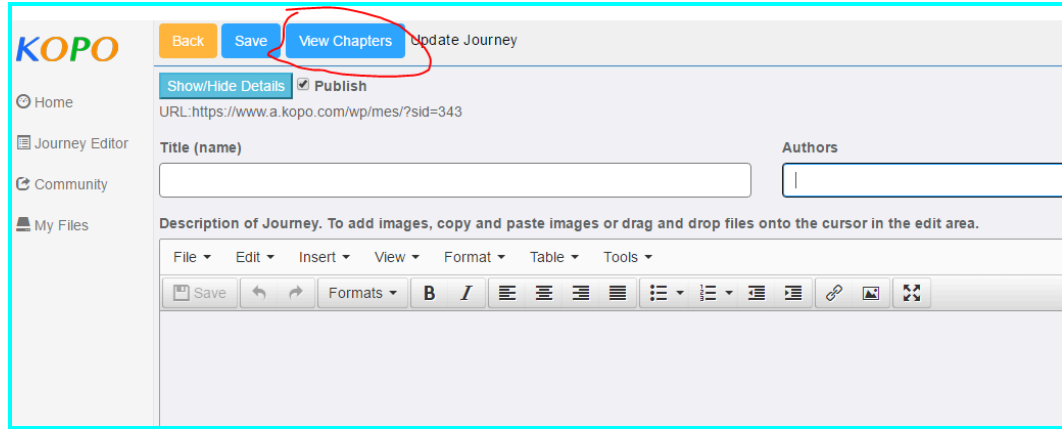 KOPO
Back Save View Chapters Update Journey
Show/Hide Details Publish
URL:https://www.a.kopo.com/wp/mes/?sid=343
Home
Journey Editor
Community
My Files
Title (name) Authors
Description of Journey. To add images, copy and paste images or drag and drop files onto the cursor in the edit area.
File Edit Insert View Format Table Tools
Save Formats B I